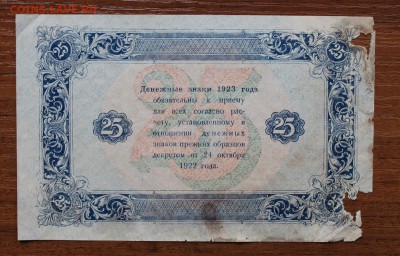 COINS.SAVE.RU
25 25
Денежные знаки 1923 года
обязательны к приему
для всех согласно рас-
чету, установленному в
отношении денежных
знаков прежних образцов
декретом от 24 октября
1922 года.
25 25
25 25